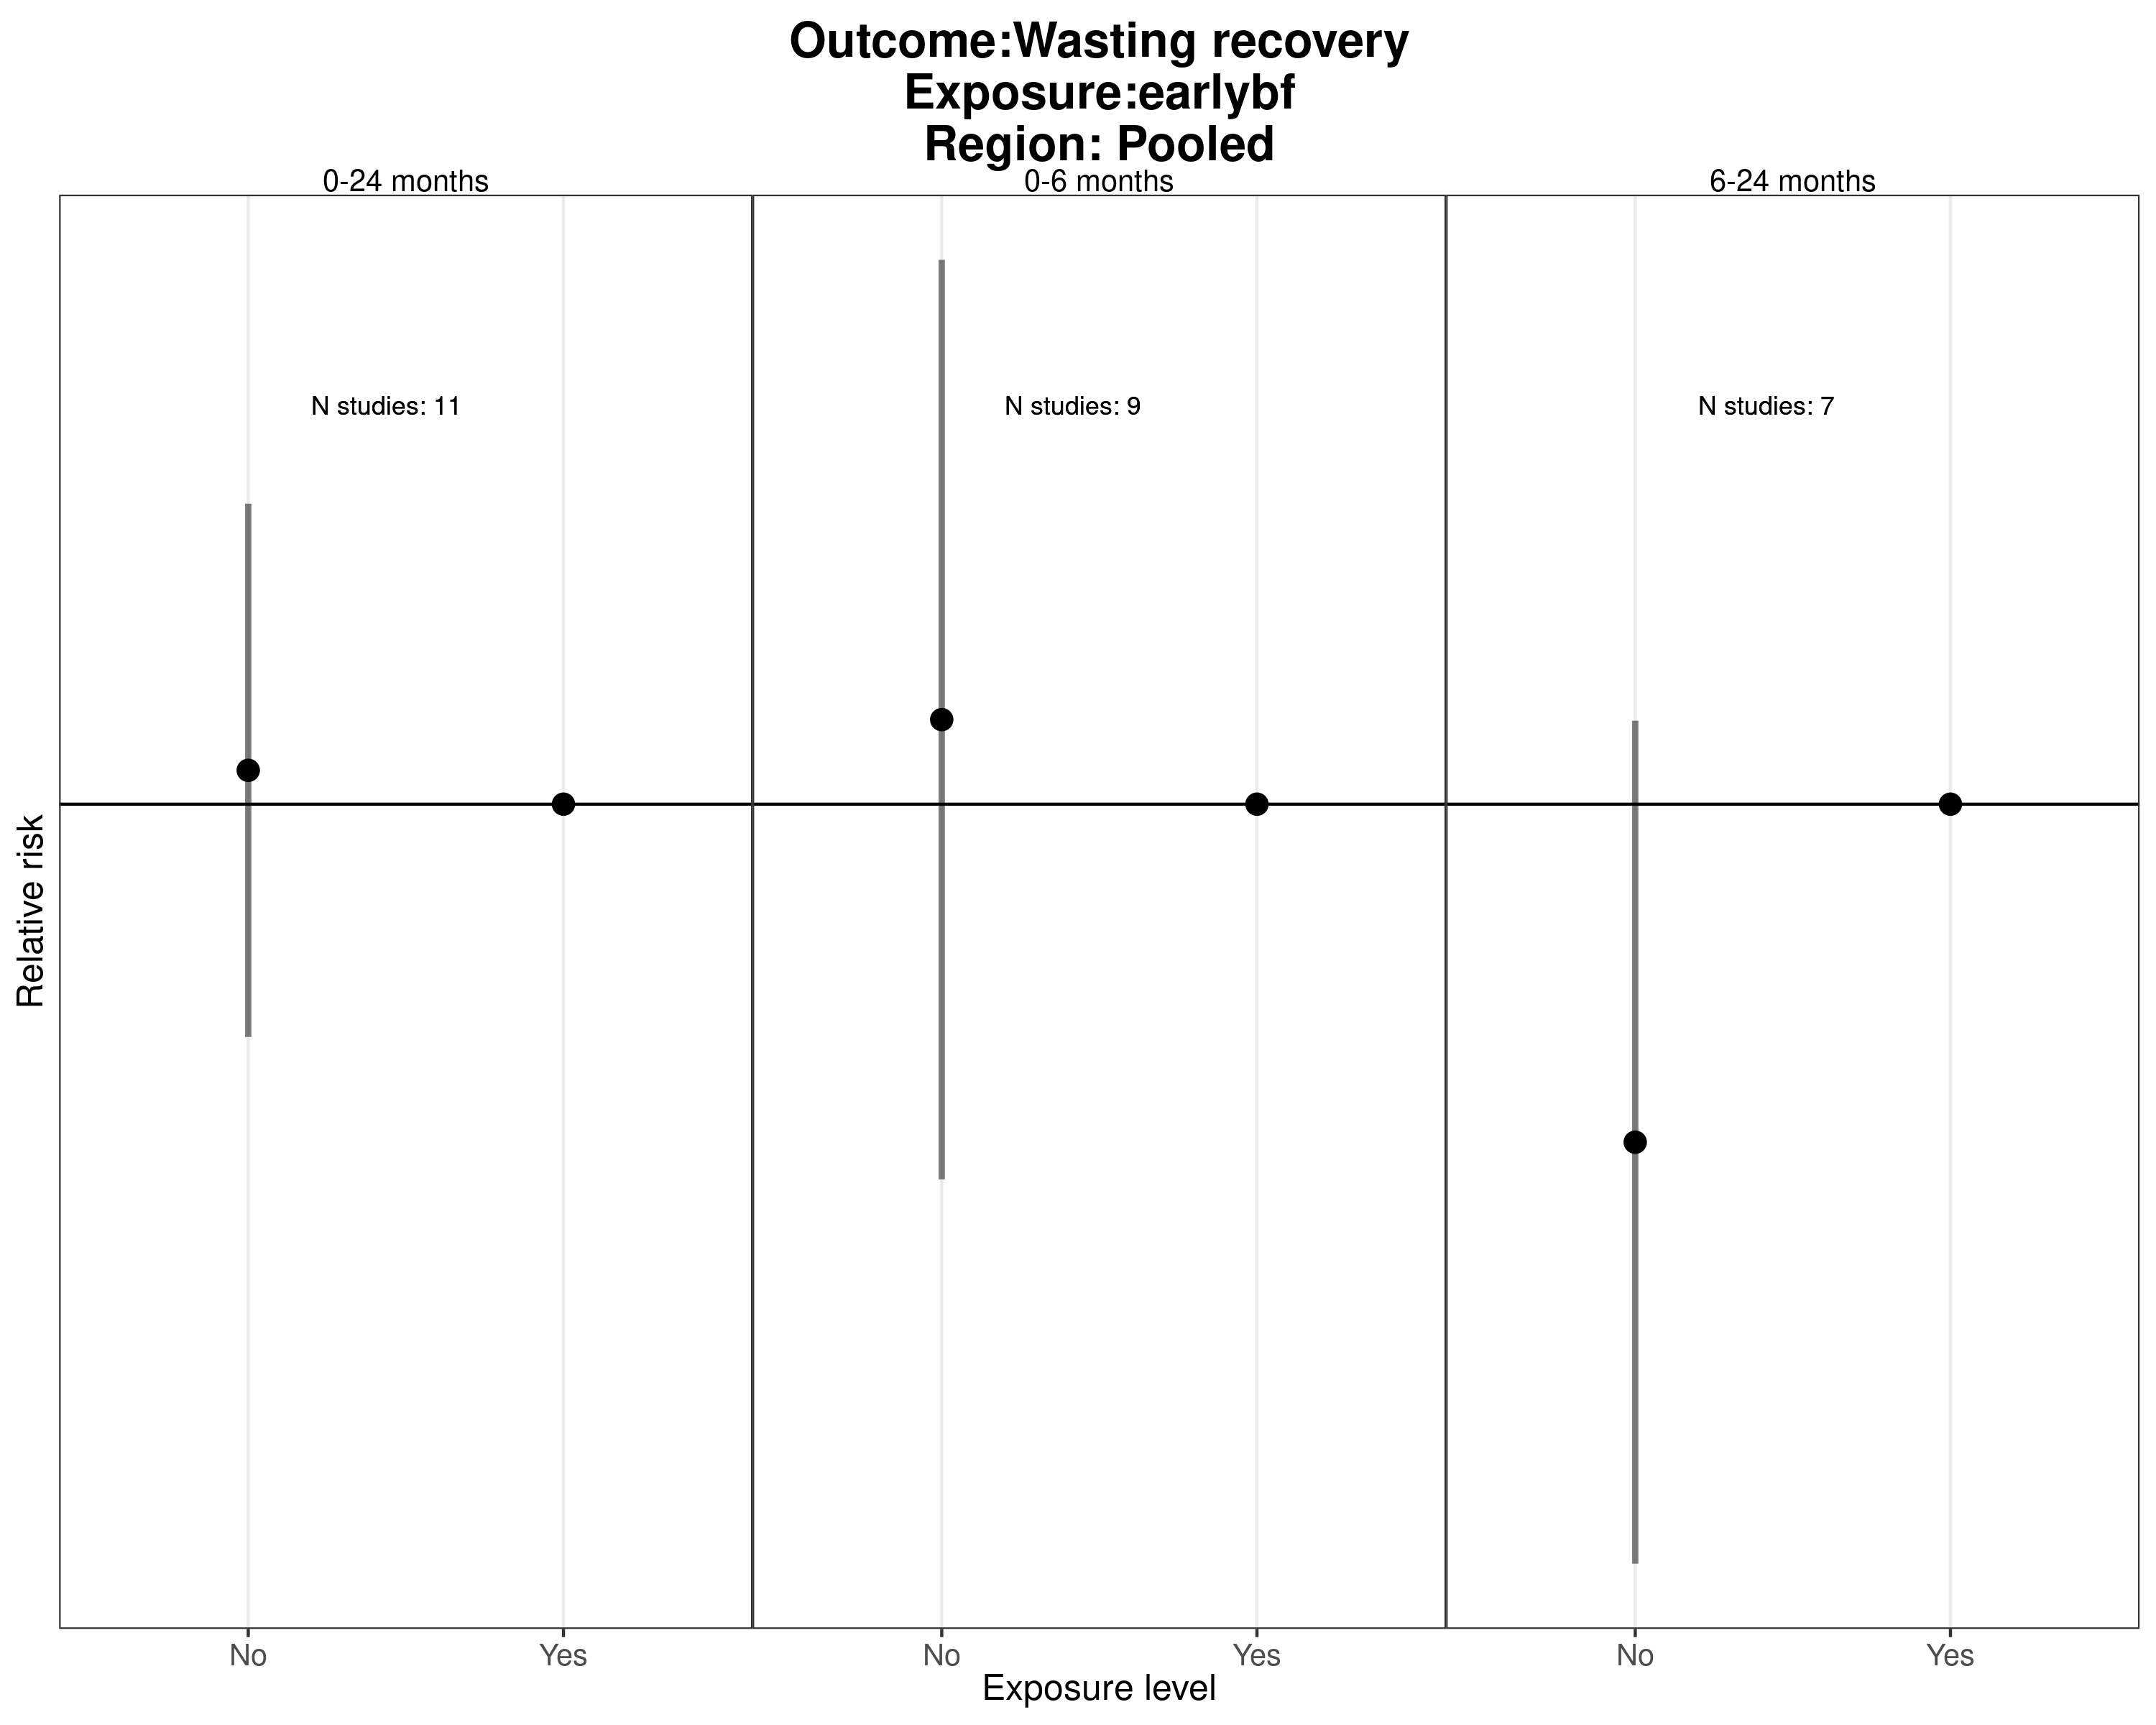 Outcome:Wasting recovery
Exposure:earlybf
Region: Pooled
0-24 months
0-6 months
6-24 months
N studies: 11
N studies: 9
N studies: 7
Relative risk
No
Yes
No
Yes
No
Yes
Exposure level